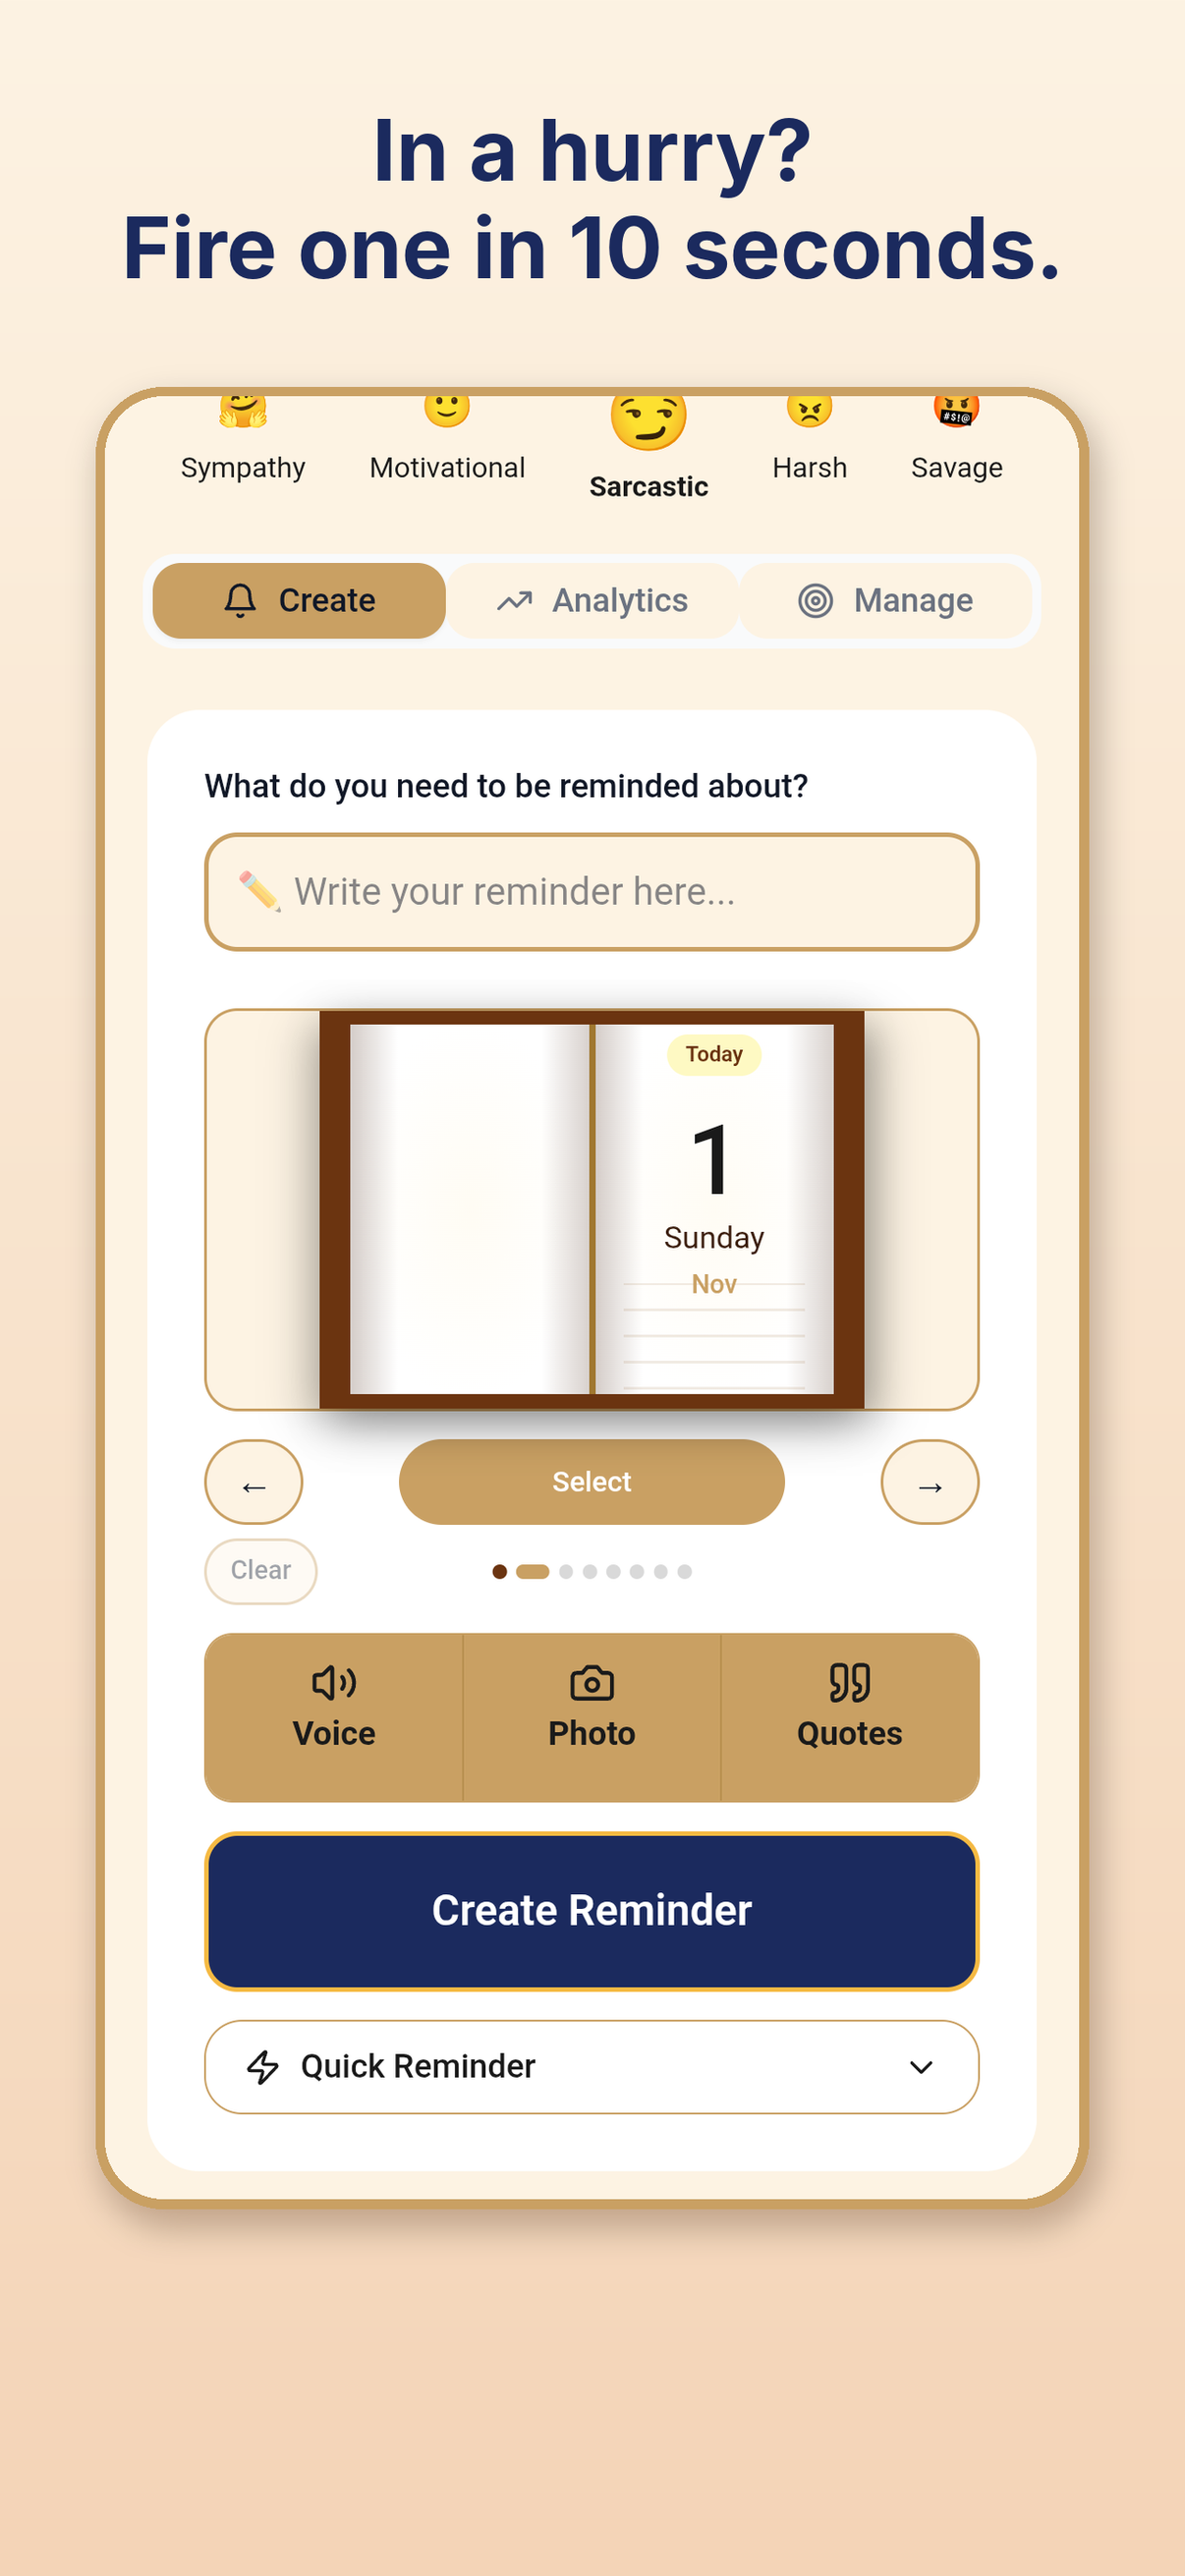 In a hurry?
Fire one in 10 seconds.
Sympathy
Motivational
Sarcastic
Harsh
Savage
Create
Analytics
Manage
What do you need to be reminded about?
✏️ Write your reminder here...
Today
1
Sunday
Nov
← Select →
Clear
Voice
Photo
Quotes
Create Reminder
Quick Reminder